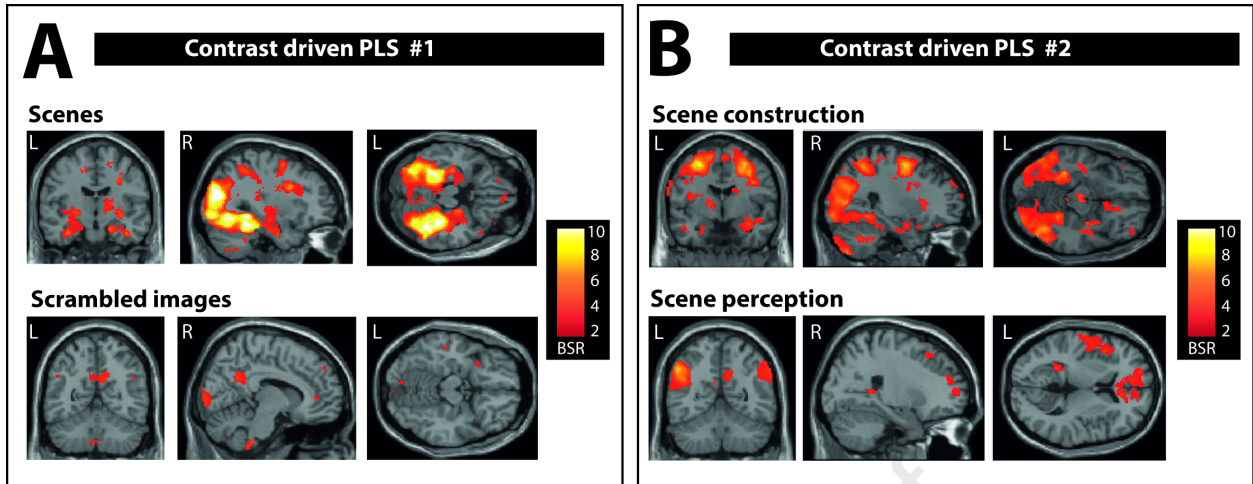 A
Contrast driven PLS #1
Scenes
L
R
L
10
8
6
4
2
BSR
Scrambled images
L
R
L
B
Contrast driven PLS #2
Scene construction
L
R
L
10
8
6
4
2
BSR
Scene perception
L
R
L
f